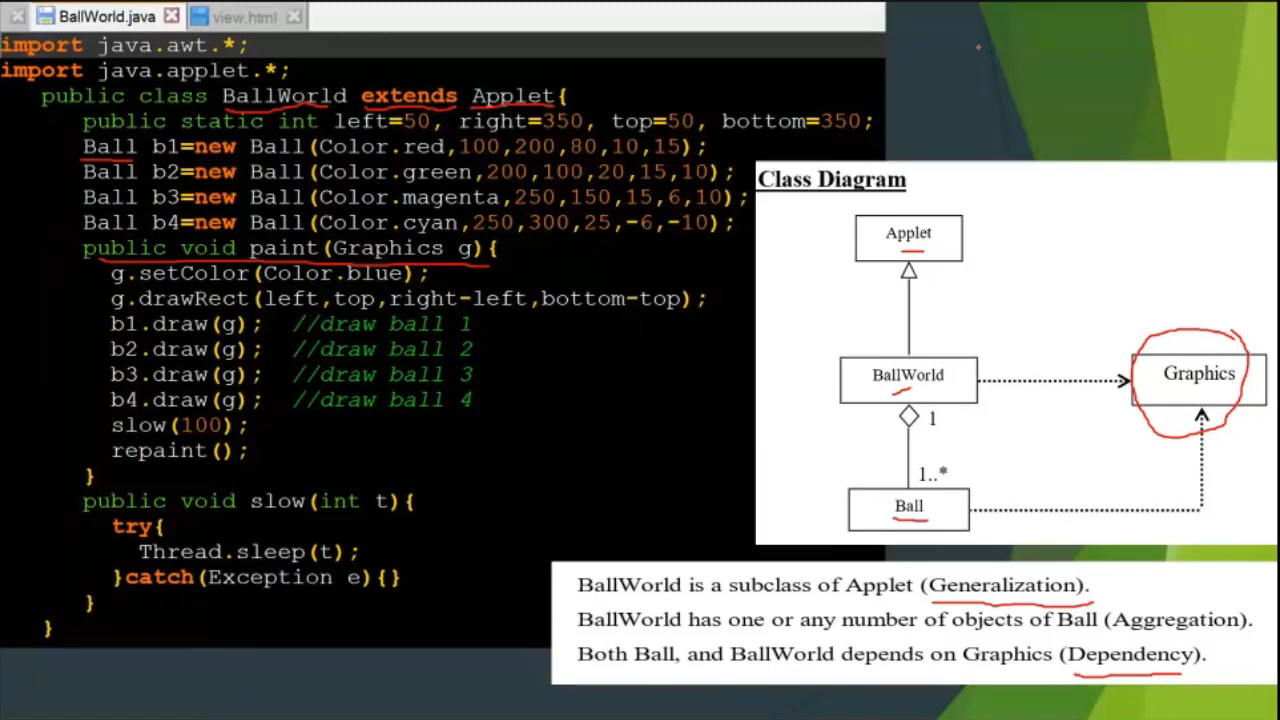 BallWorld.java view.html
import java.awt.*;
import java.applet.*;
public class BallWorld extends Applet{
public static int left=50, right=350, top=50, bottom=350;
Ball b1=new Ball(Color.red,100,200,80,10,15);
Ball b2=new Ball(Color.green,200,100,20,15,10);
Ball b3=new Ball(Color.magenta,250,150,15,6,10);
Ball b4=new Ball(Color.cyan,250,300,25,-6,-10);
public void paint(Graphics g){
g.setColor(Color.blue);
g.drawRect(left,top,right-left,bottom-top);
b1.draw(g); //draw ball 1
b2.draw(g); //draw ball 2
b3.draw(g); //draw ball 3
b4.draw(g); //draw ball 4
slow(100);
repaint();
}
public void slow(int t){
try{
Thread.sleep(t);
}catch(Exception e){}
}
}
Class Diagram
Applet
BallWorld
Graphics
1
1..*
Ball
BallWorld is a subclass of Applet (Generalization).
BallWorld has one or any number of objects of Ball (Aggregation).
Both Ball, and BallWorld depends on Graphics (Dependency).